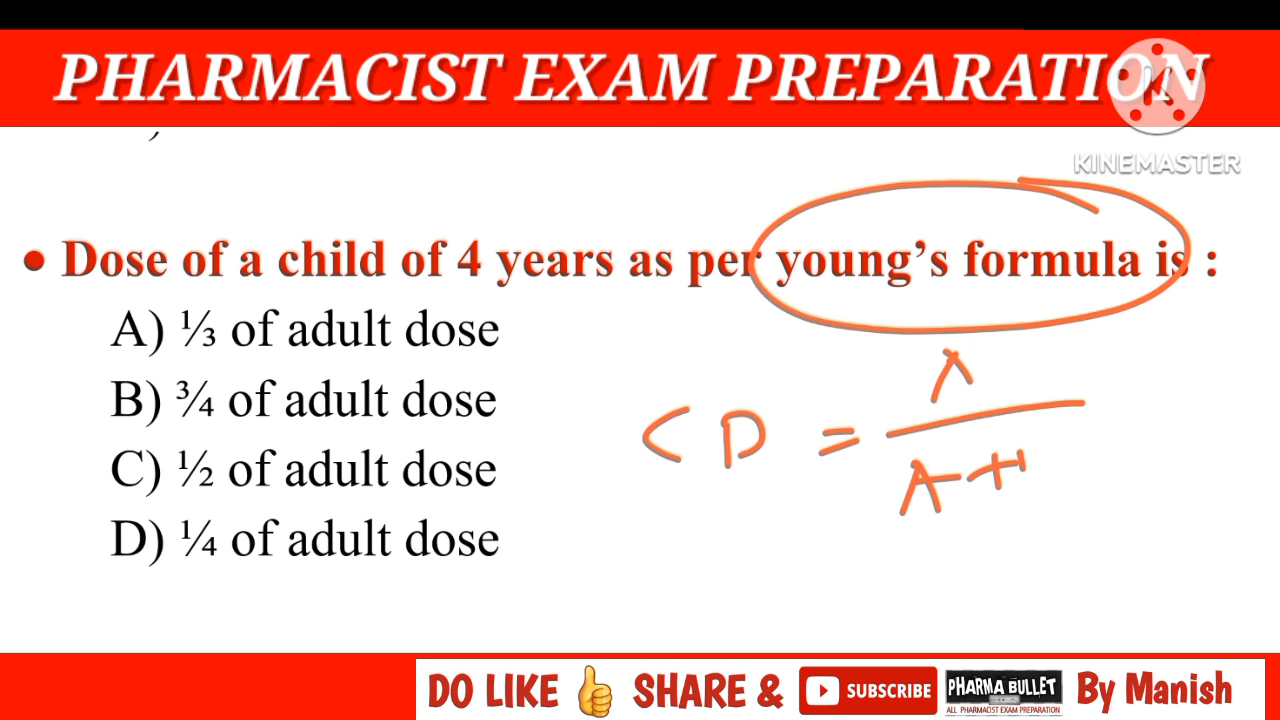 PHARMACIST EXAM PREPARATION
KINEMASTER
• Dose of a child of 4 years as per young’s formula is :
A) ⅓ of adult dose
B) ¾ of adult dose
C) ½ of adult dose
D) ¼ of adult dose
CD =
A+1
DO LIKE 👍 SHARE & SUBSCRIBE PHARMA BULLET By Manish
ALL PHARMACIST EXAM PREPARATION